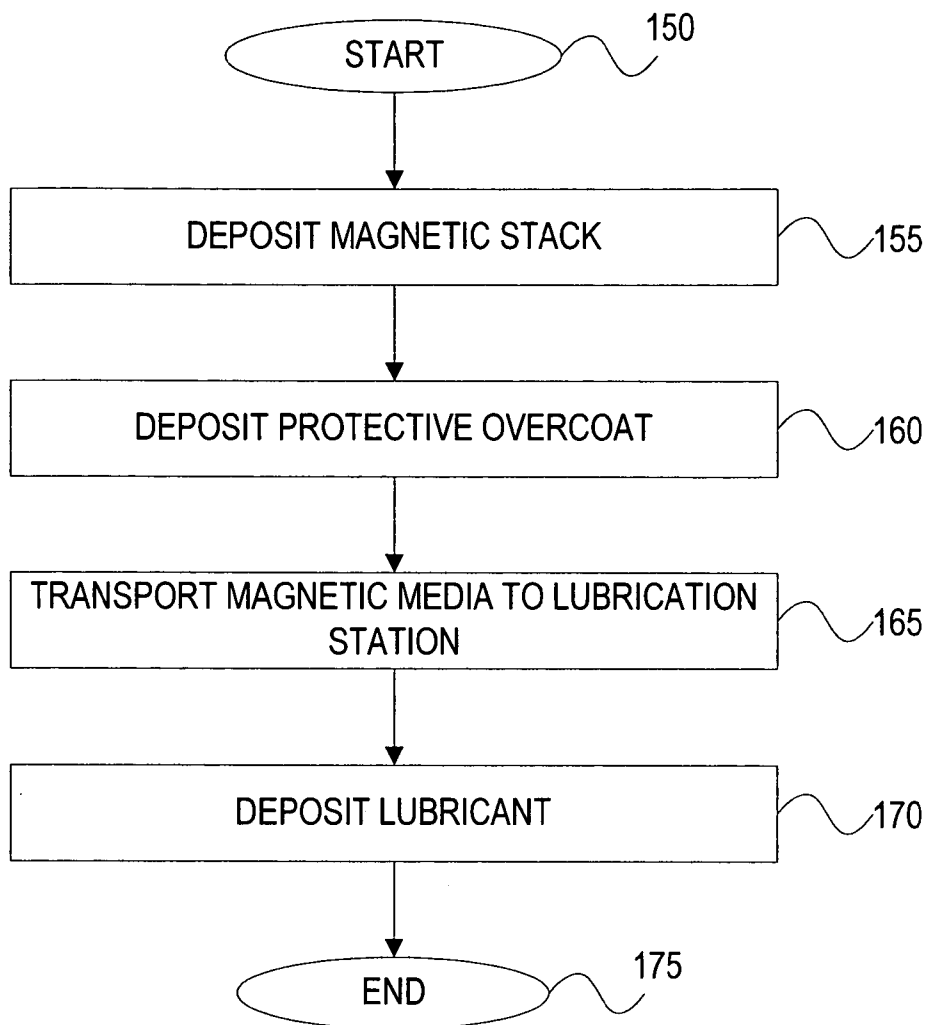 150
START
DEPOSIT MAGNETIC STACK
155
DEPOSIT PROTECTIVE OVERCOAT
160
TRANSPORT MAGNETIC MEDIA TO LUBRICATION
STATION
165
DEPOSIT LUBRICANT
170
END
175